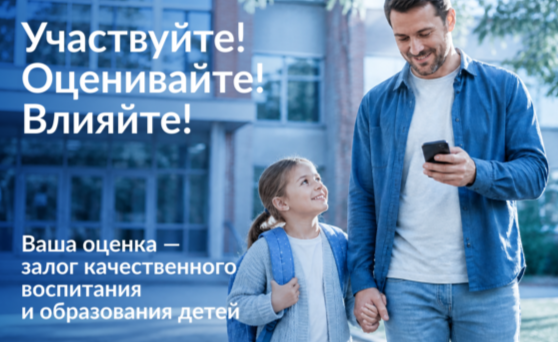 Участвуйте!
Оценивайте!
Влияйте!
Ваша оценка —
залог качественного
воспитания
и образования детей